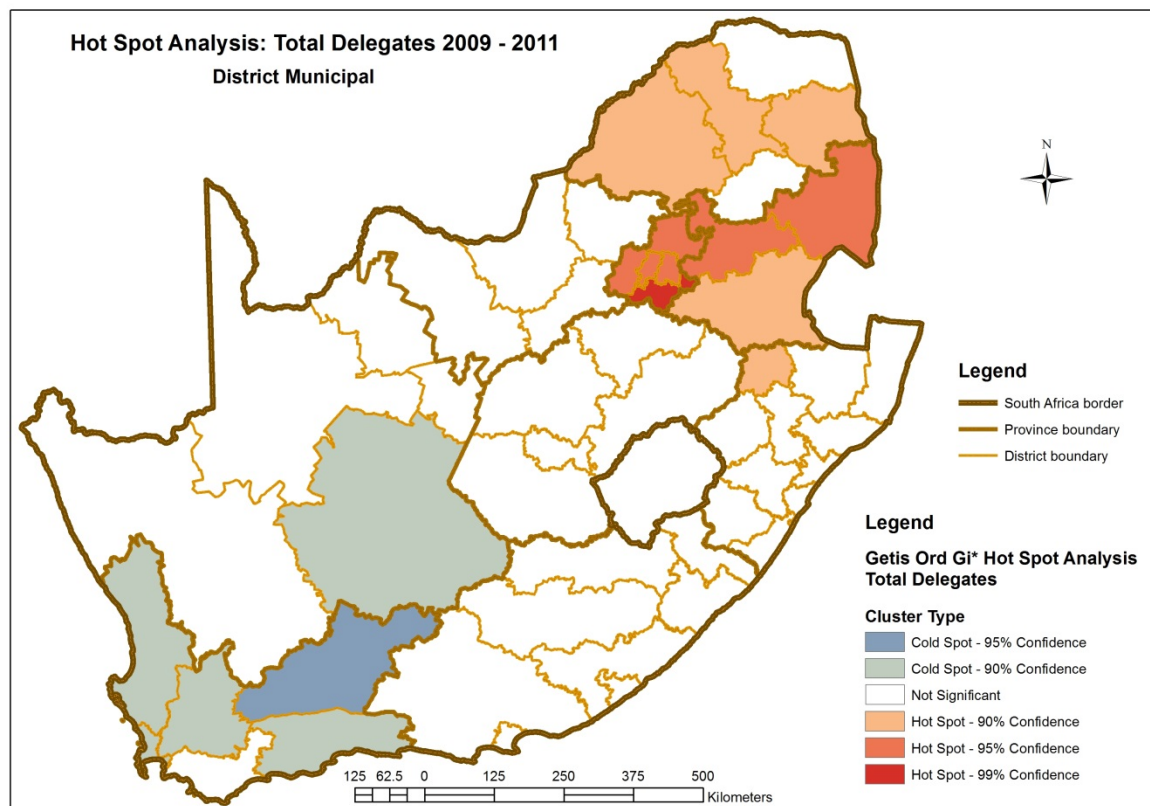 Hot Spot Analysis: Total Delegates 2009 - 2011
District Municipal
N
Legend
South Africa border
Province boundary
District boundary
Legend
Getis Ord Gi* Hot Spot Analysis
Total Delegates
Cluster Type
Cold Spot - 95% Confidence
Cold Spot - 90% Confidence
Not Significant
Hot Spot - 90% Confidence
Hot Spot - 95% Confidence
Hot Spot - 99% Confidence
125 62.5 0 125 250 375 500
Kilometers